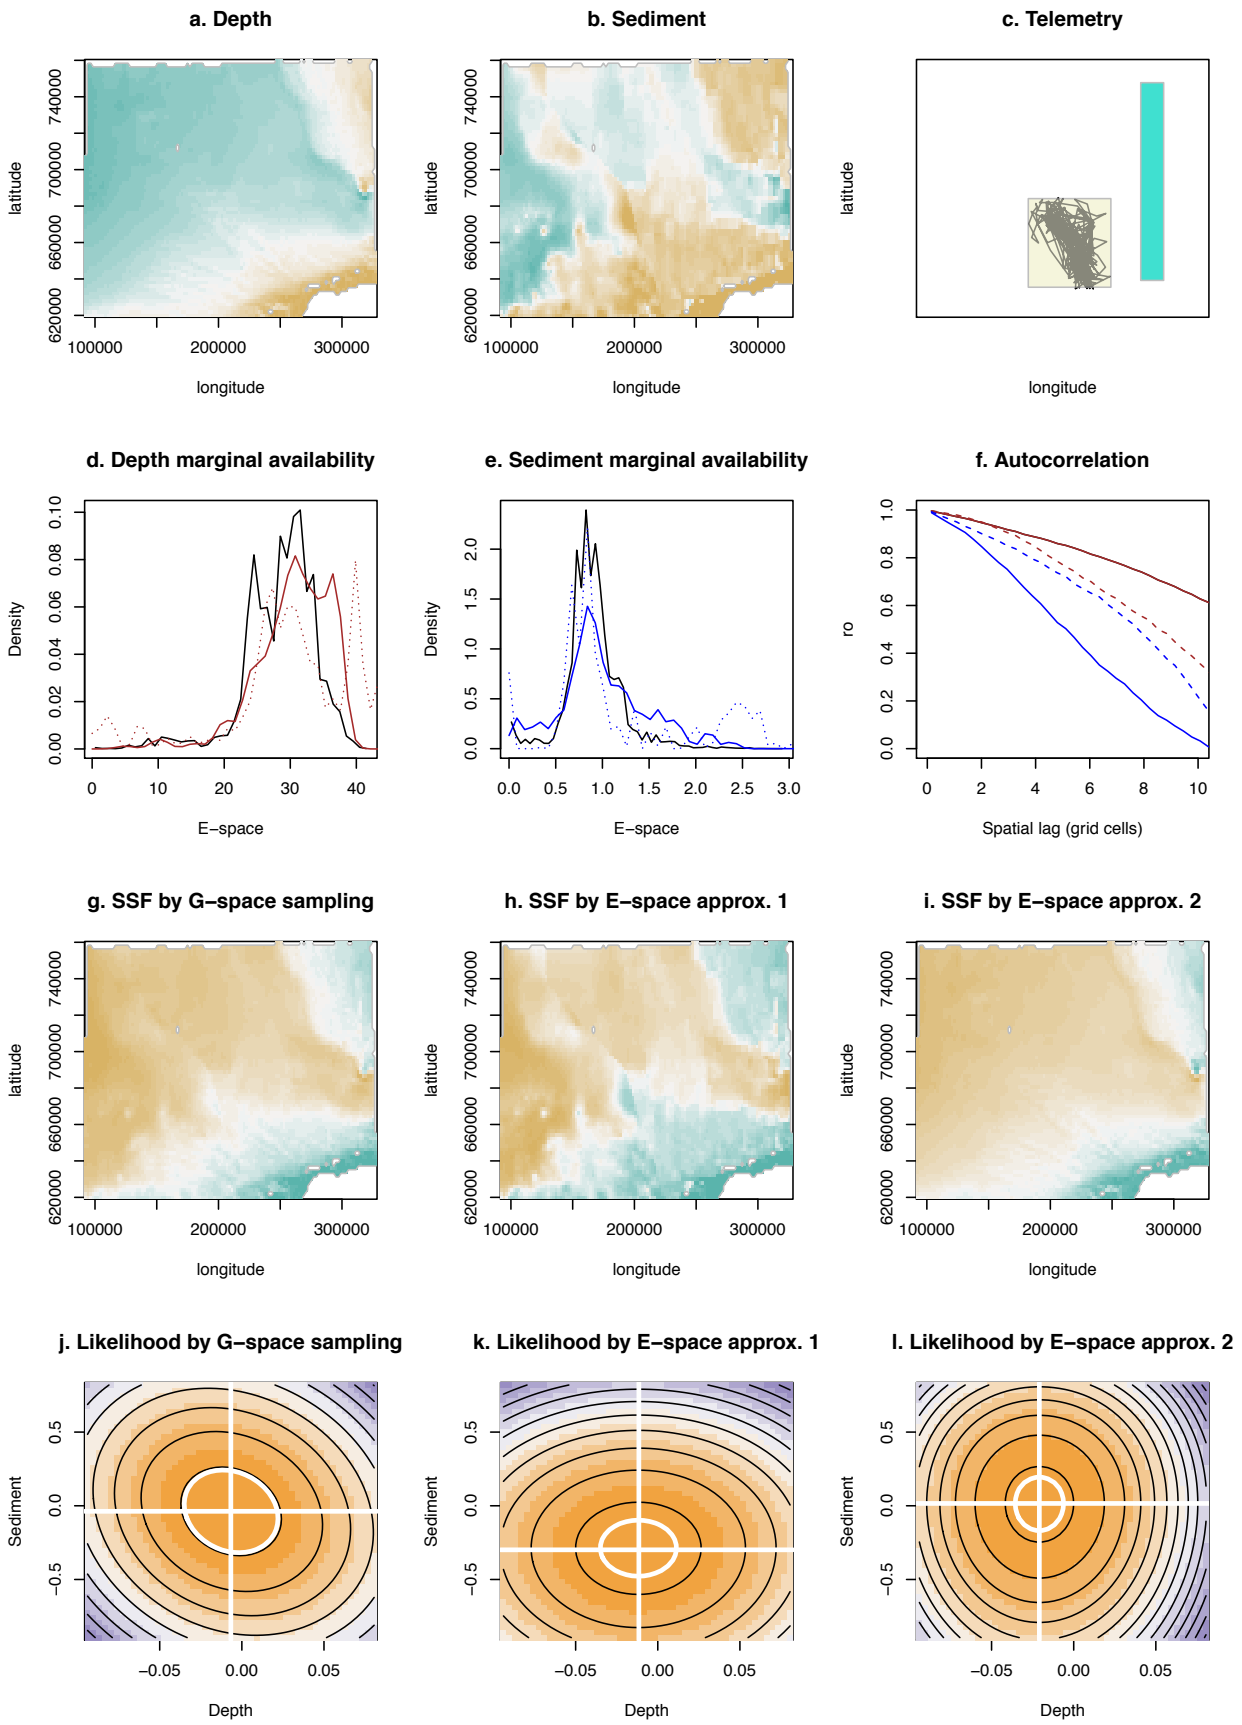 a. Depth
b. Sediment
c. Telemetry
latitude
620000 660000 700000 740000
100000 200000 300000
longitude
latitude
620000 660000 700000 740000
100000 200000 300000
longitude
latitude
longitude
d. Depth marginal availability
e. Sediment marginal availability
f. Autocorrelation
Density
0.00 0.02 0.04 0.06 0.08 0.10
0 10 20 30 40
E−space
Density
0.0 0.5 1.0 1.5 2.0
0.0 0.5 1.0 1.5 2.0 2.5 3.0
E−space
ro
0.0 0.2 0.4 0.6 0.8 1.0
0 2 4 6 8 10
Spatial lag (grid cells)
g. SSF by G−space sampling
h. SSF by E−space approx. 1
i. SSF by E−space approx. 2
latitude
620000 660000 700000 740000
100000 200000 300000
longitude
latitude
620000 660000 700000 740000
100000 200000 300000
longitude
latitude
620000 660000 700000 740000
100000 200000 300000
longitude
j. Likelihood by G−space sampling
k. Likelihood by E−space approx. 1
l. Likelihood by E−space approx. 2
Sediment
−0.5 0.0 0.5
−0.05 0.00 0.05
Depth
Sediment
−0.5 0.0 0.5
−0.05 0.00 0.05
Depth
Sediment
−0.5 0.0 0.5
−0.05 0.00 0.05
Depth